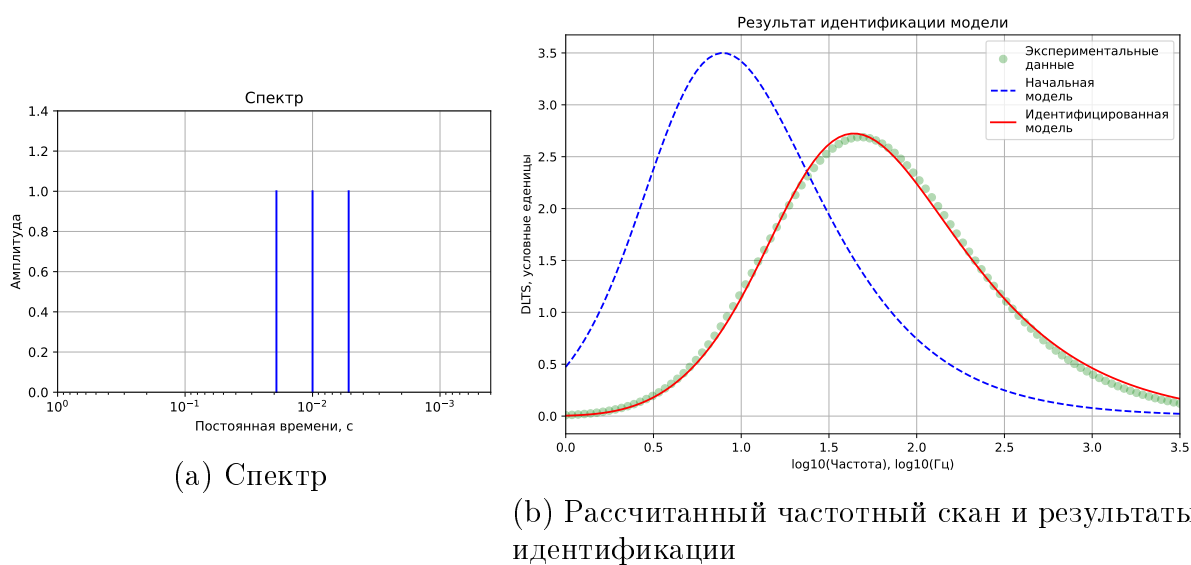 Спектр
1.4
1.2
1.0
0.8
0.6
0.4
0.2
0.0
Амплитуда
10⁰
10⁻¹
10⁻²
10⁻³
Постоянная времени, с
(a) Спектр
Результат идентификации модели
3.5
3.0
2.5
2.0
1.5
1.0
0.5
0.0
DLTS, условные еденицы
Экспериментальные
данные
Начальная
модель
Идентифицированная
модель
0.0
0.5
1.0
1.5
2.0
2.5
3.0
3.5
log10(Частота), log10(Гц)
(b) Рассчитанный частотный скан и результаты
идентификации